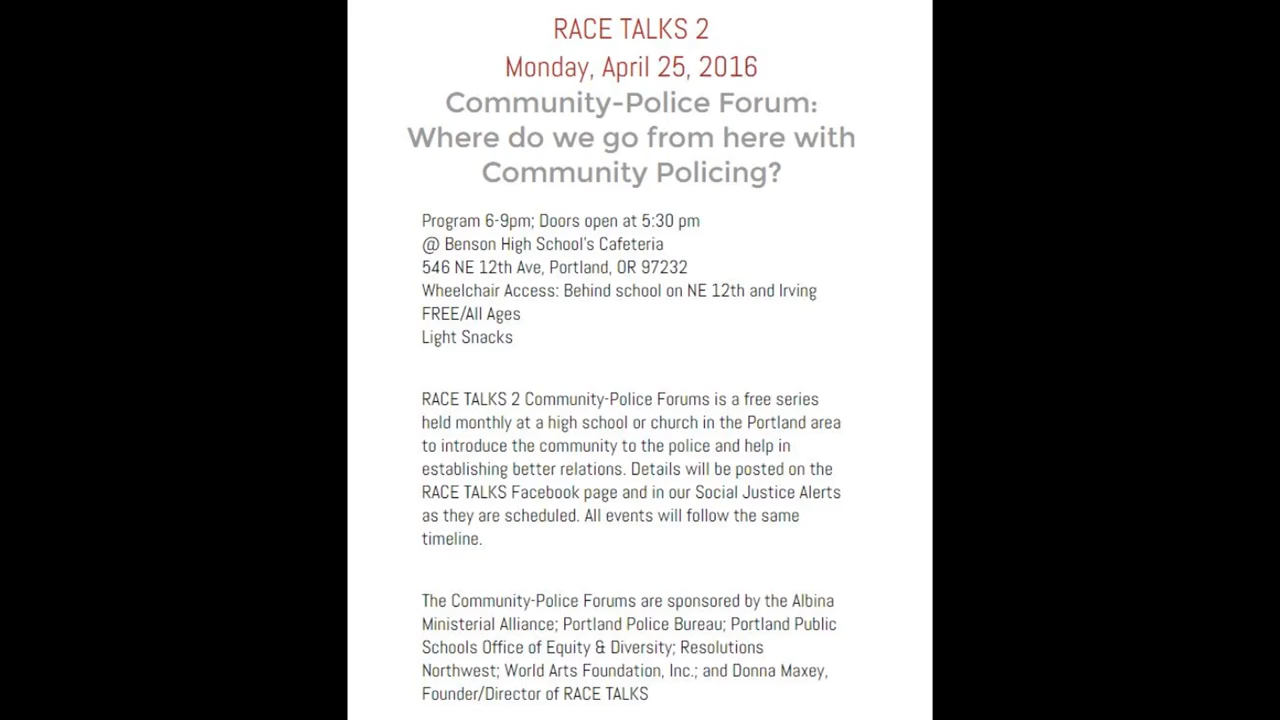 RACE TALKS 2
Monday, April 25, 2016
Community-Police Forum:
Where do we go from here with
Community Policing?
Program 6-9pm; Doors open at 5:30 pm
@ Benson High School's Cafeteria
546 NE 12th Ave, Portland, OR 97232
Wheelchair Access: Behind school on NE 12th and Irving
FREE/All Ages
Light Snacks
RACE TALKS 2 Community-Police Forums is a free series
held monthly at a high school or church in the Portland area
to introduce the community to the police and help in
establishing better relations. Details will be posted on the
RACE TALKS Facebook page and in our Social Justice Alerts
as they are scheduled. All events will follow the same
timeline.
The Community-Police Forums are sponsored by the Albina
Ministerial Alliance; Portland Police Bureau; Portland Public
Schools Office of Equity & Diversity; Resolutions
Northwest; World Arts Foundation, Inc.; and Donna Maxey,
Founder/Director of RACE TALKS